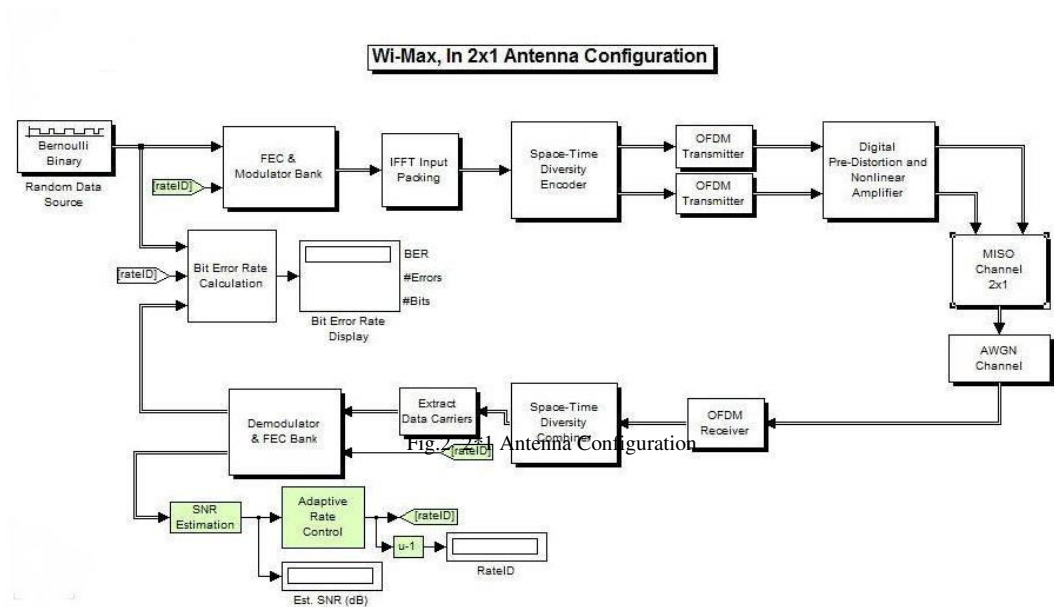 Wi-Max, In 2x1 Antenna Configuration
Bernoulli
Binary
Random Data
Source
[rateID]
FEC &
Modulator Bank
IFFT Input
Packing
Space-Time
Diversity
Encoder
OFDM
Transmitter
OFDM
Transmitter
Digital
Pre-Distortion and
Nonlinear
Amplifier
[rateID]
Bit Error Rate
Calculation
BER
#Errors
#Bits
Bit Error Rate
Display
MISO
Channel
2x1
AWGN
Channel
Demodulator
& FEC Bank
Extract
Data Carriers
[rateID]
Space-Time
Diversity
Combiner
OFDM
Receiver
Fig.2 2*1 Antenna Configuration
SNR
Estimation
Adaptive
Rate
Control
[rateID]
u-1
RateID
Est. SNR (dB)